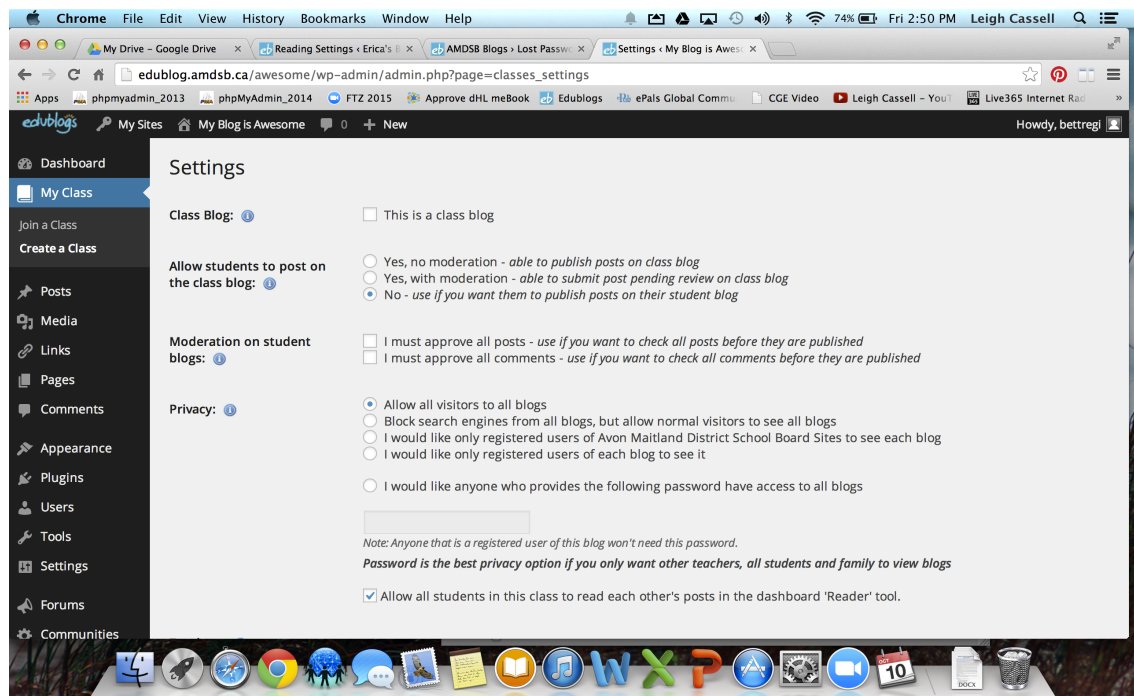 Chrome File Edit View History Bookmarks Window Help 74% Fri 2:50 PM Leigh Cassell
My Drive - Google Drive × Reading Settings ‹ Erica's B × AMDSB Blogs › Lost Passwo × Settings ‹ My Blog is Aweso ×
edublog.amdsb.ca/awesome/wp-admin/admin.php?page=classes_settings
Apps phpmyadmin_2013 phpMyAdmin_2014 FTZ 2015 Approve dHL meBook Edublogs ePals Global Commu CGE Video Leigh Cassell - YouT Live365 Internet Rad »
edublogs My Sites My Blog is Awesome 0 + New Howdy, bettregi
Dashboard
My Class
Join a Class
Create a Class
Posts
Media
Links
Pages
Comments
Appearance
Plugins
Users
Tools
Settings
Forums
Communities
Settings
Class Blog: This is a class blog
Allow students to post on
the class blog:
Yes, no moderation - able to publish posts on class blog
Yes, with moderation - able to submit post pending review on class blog
No - use if you want them to publish posts on their student blog
Moderation on student
blogs:
I must approve all posts - use if you want to check all posts before they are published
I must approve all comments - use if you want to check all comments before they are published
Privacy:
Allow all visitors to all blogs
Block search engines from all blogs, but allow normal visitors to see all blogs
I would like only registered users of Avon Maitland District School Board Sites to see each blog
I would like only registered users of each blog to see it
I would like anyone who provides the following password have access to all blogs
Note: Anyone that is a registered user of this blog won't need this password.
Password is the best privacy option if you only want other teachers, all students and family to view blogs
Allow all students in this class to read each other's posts in the dashboard 'Reader' tool.
OCT
10
DOCX